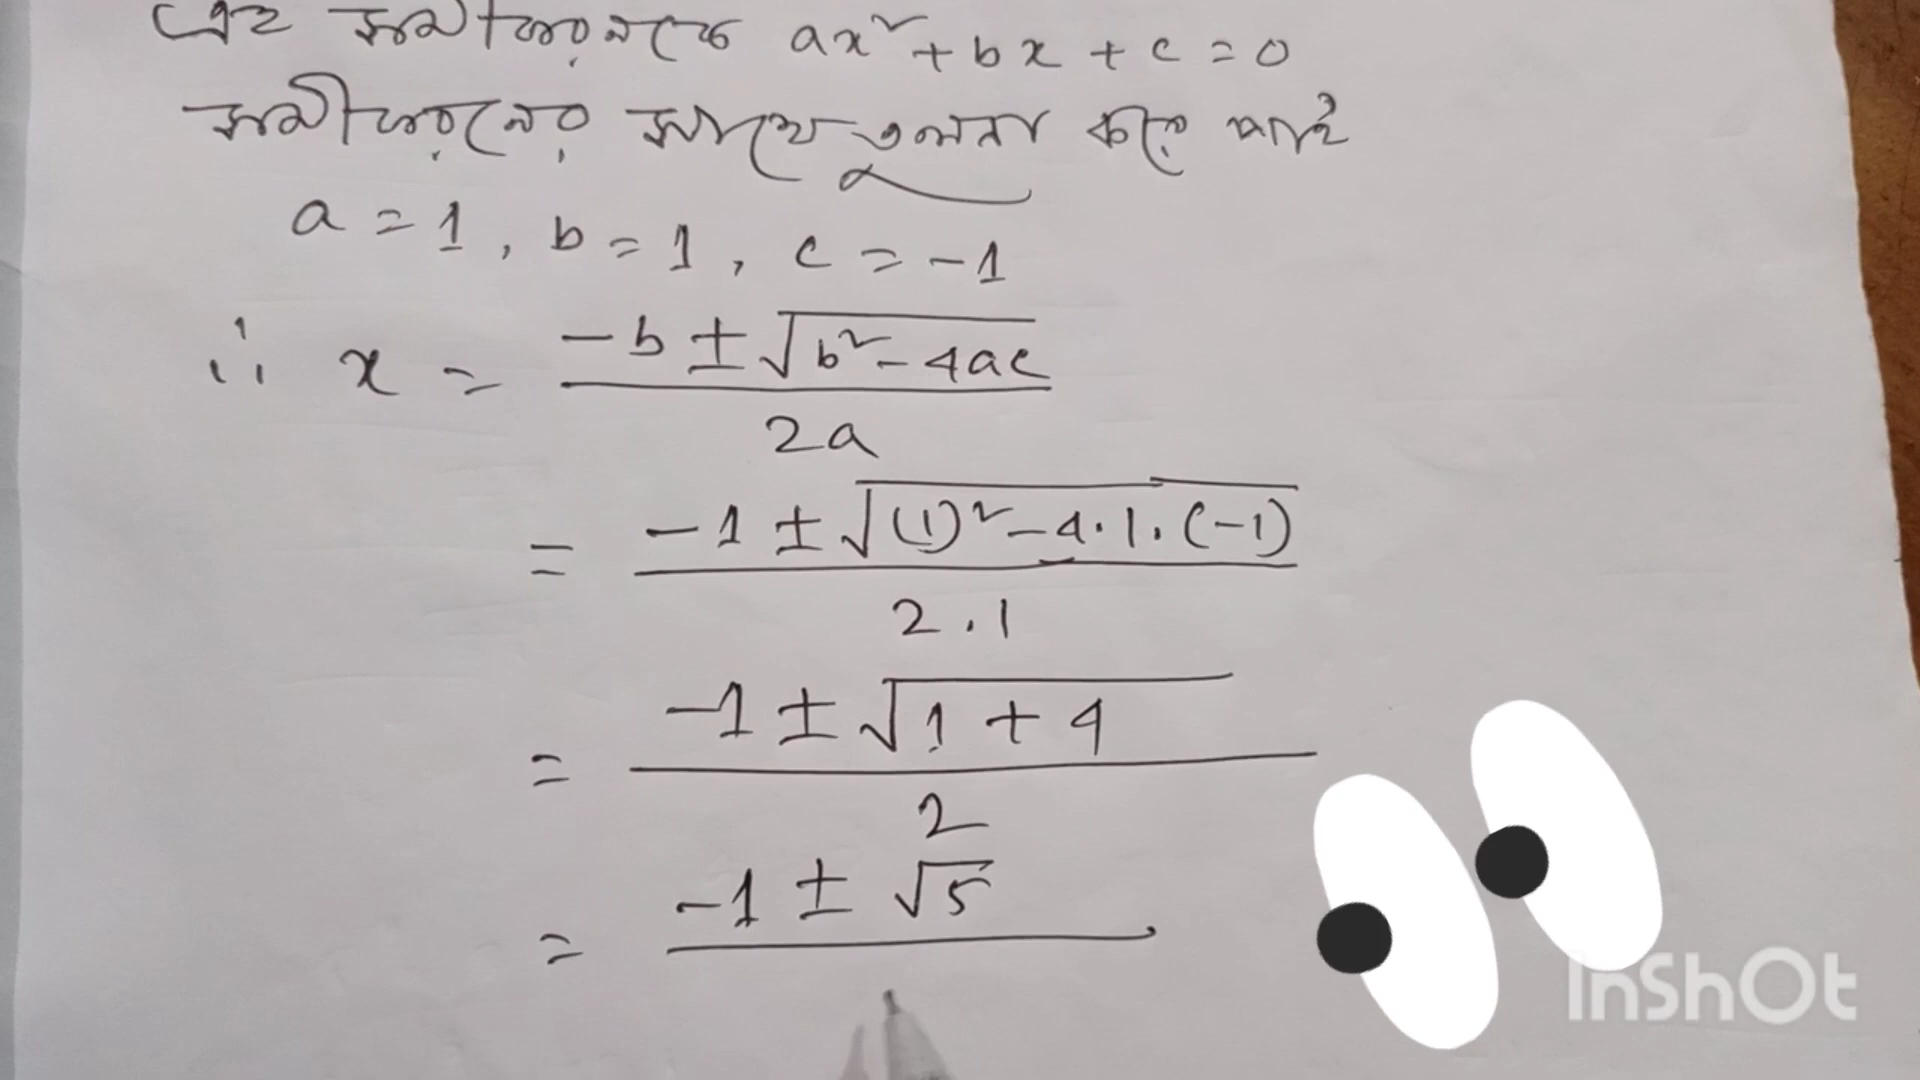 এই সমীকরণকে ax²+bx+c=0
সমীকরনের সাথে তুলনা করে পাই
a=1, b=1, c=-1
∴ x = (-b ± √(b²-4ac)) / 2a
= (-1 ± √((1)²-4·1·(-1))) / 2.1
= (-1 ± √(1+4)) / 2
= -1 ± √5
InShOt